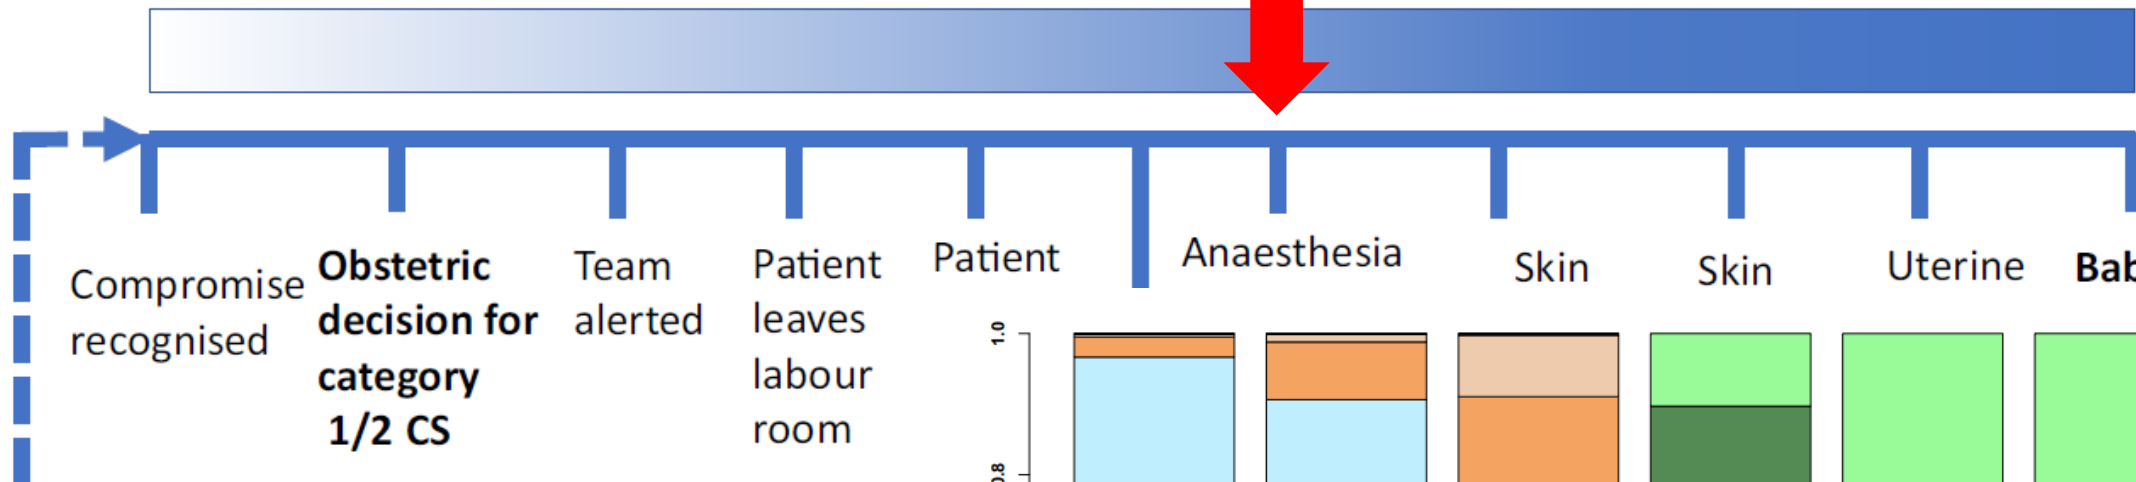 Compromise
recognised
Obstetric
decision for
category
1/2 CS
Team
alerted
Patient
leaves
labour
room
Patient
Anaesthesia
Skin
Skin
Uterine
Bab
1.0
0.8